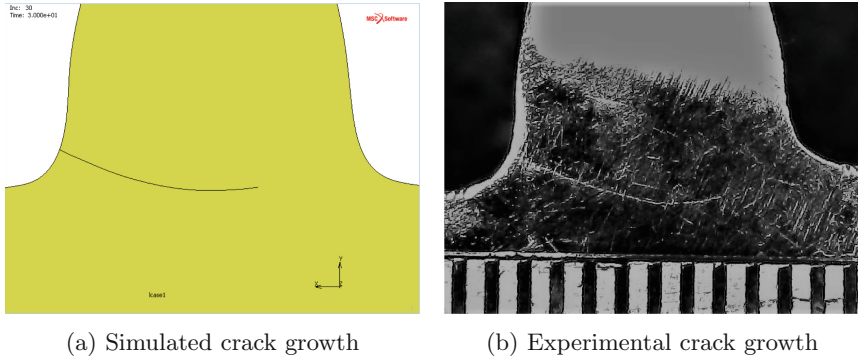 Inc: 30
Time: 3.000e+01
MSC Software
lcase1
Y
X
Z
(a) Simulated crack growth
(b) Experimental crack growth